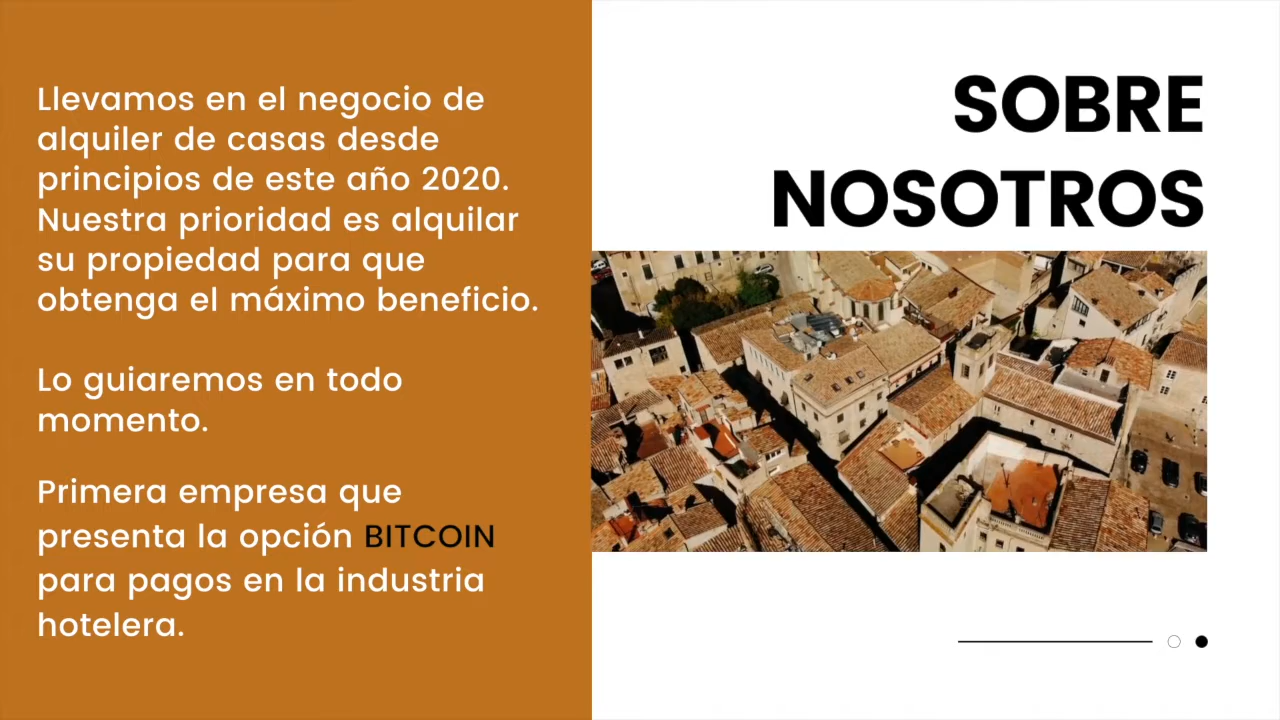 Llevamos en el negocio de
alquiler de casas desde
principios de este año 2020.
Nuestra prioridad es alquilar
su propiedad para que
obtenga el máximo beneficio.
Lo guiaremos en todo
momento.
Primera empresa que
presenta la opción BITCOIN
para pagos en la industria
hotelera.
SOBRE
NOSOTROS